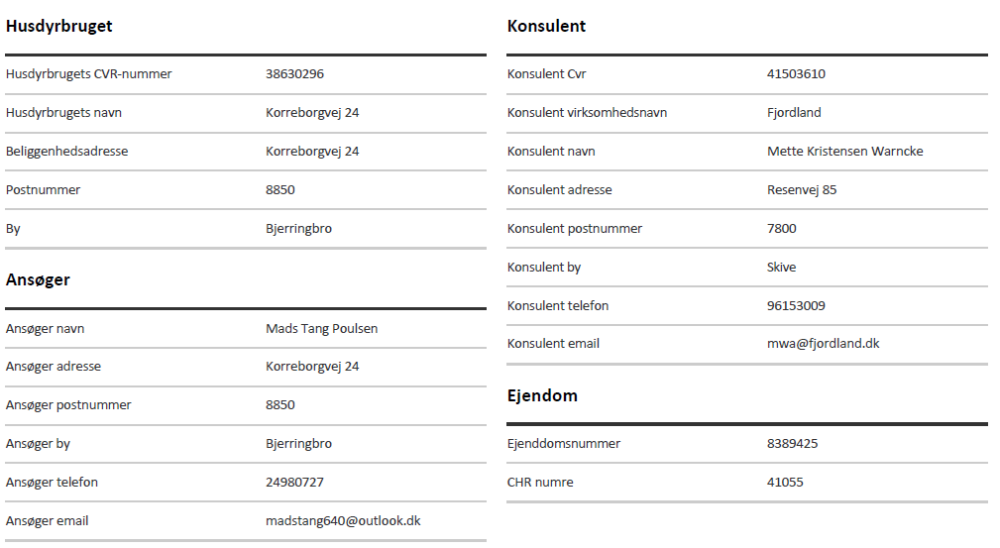 Husdyrbruget
Husdyrbrugets CVR-nummer 38630296
Husdyrbrugets navn Korreborgvej 24
Beliggenhedsadresse Korreborgvej 24
Postnummer 8850
By Bjerringbro
Ansøger
Ansøger navn Mads Tang Poulsen
Ansøger adresse Korreborgvej 24
Ansøger postnummer 8850
Ansøger by Bjerringbro
Ansøger telefon 24980727
Ansøger email madstang640@outlook.dk
Konsulent
Konsulent Cvr 41503610
Konsulent virksomhedsnavn Fjordland
Konsulent navn Mette Kristensen Warncke
Konsulent adresse Resenvej 85
Konsulent postnummer 7800
Konsulent by Skive
Konsulent telefon 96153009
Konsulent email mwa@fjordland.dk
Ejendom
Ejenddomsnummer 8389425
CHR numre 41055